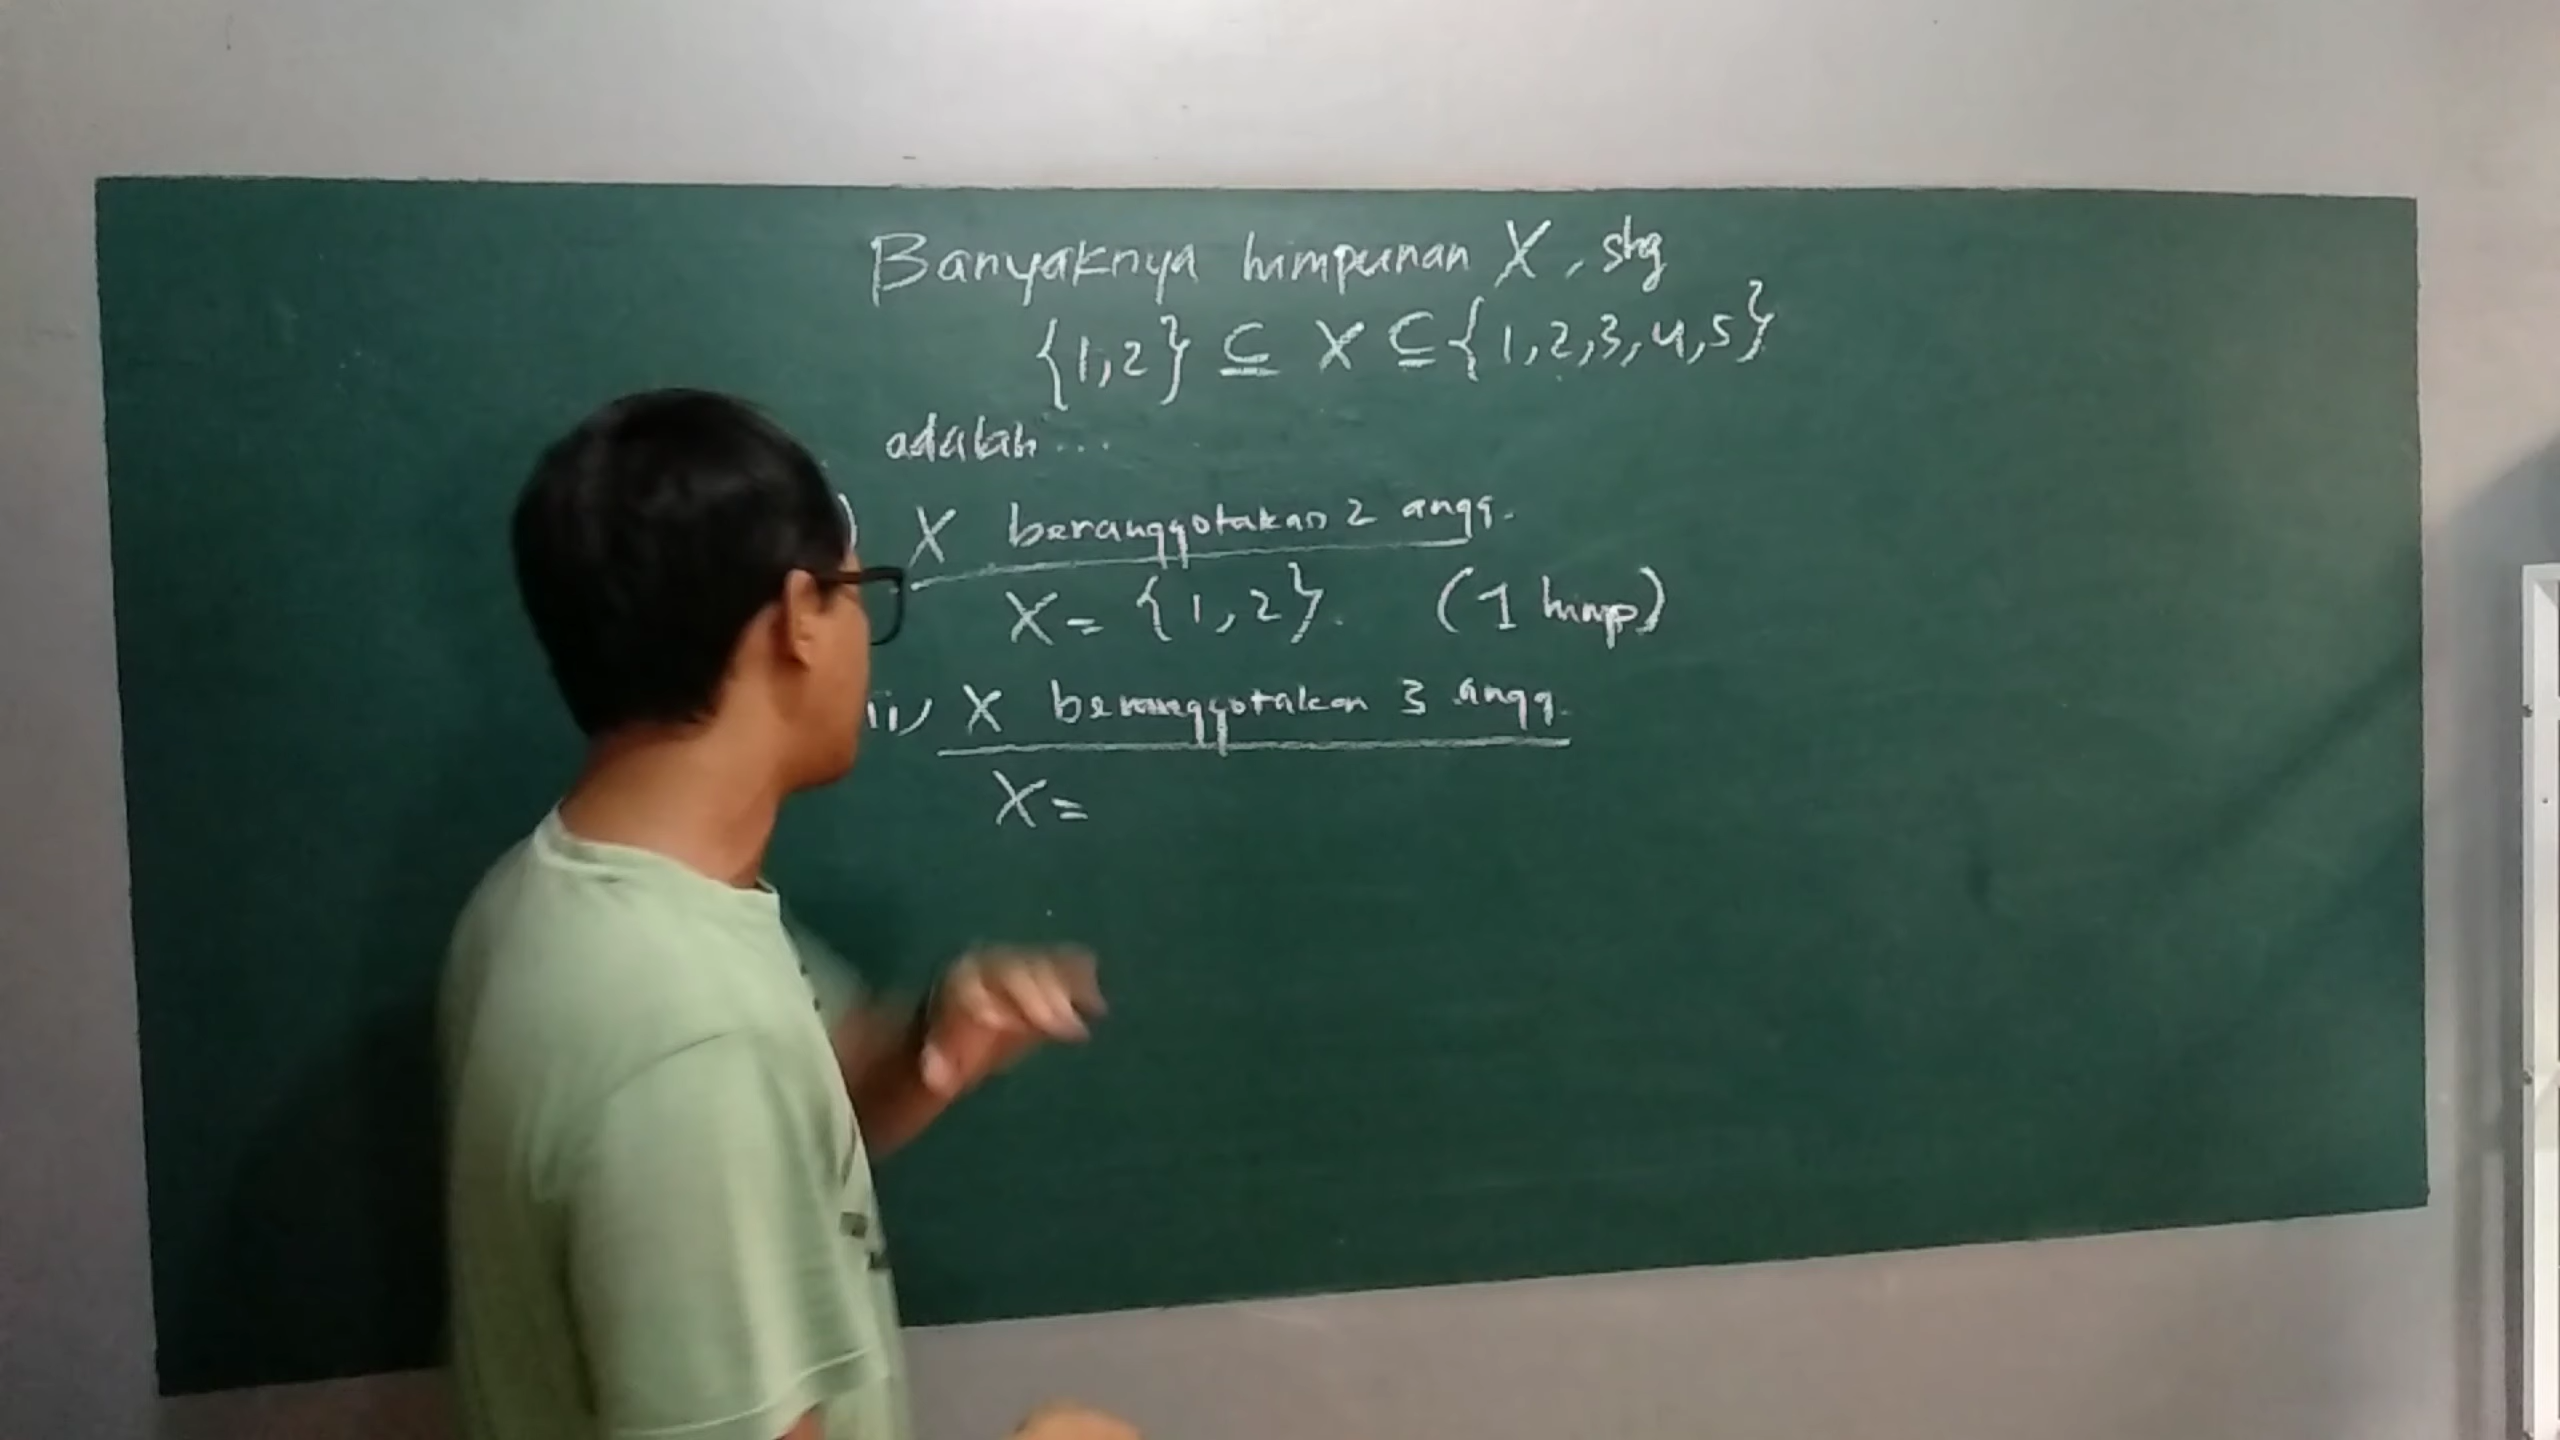 Banyaknya himpunan X, shg
{1,2} ⊆ X ⊆ {1,2,3,4,5}
adalah...
) X beranggotakan 2 angg.
X = {1,2}. (1 himp)
ii) X beranggotakan 3 angg.
X =